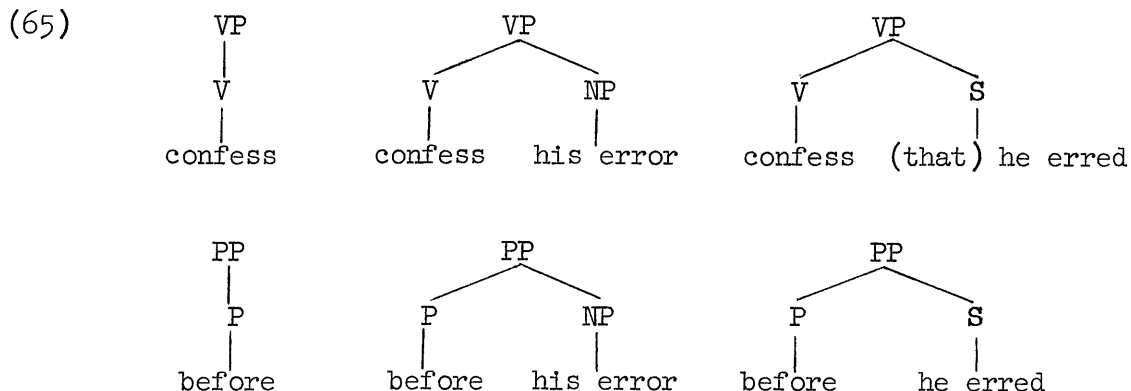 (65) VP VP VP
V V NP V S
confess confess his error confess (that) he erred
PP PP PP
P P NP P S
before before his error before he erred